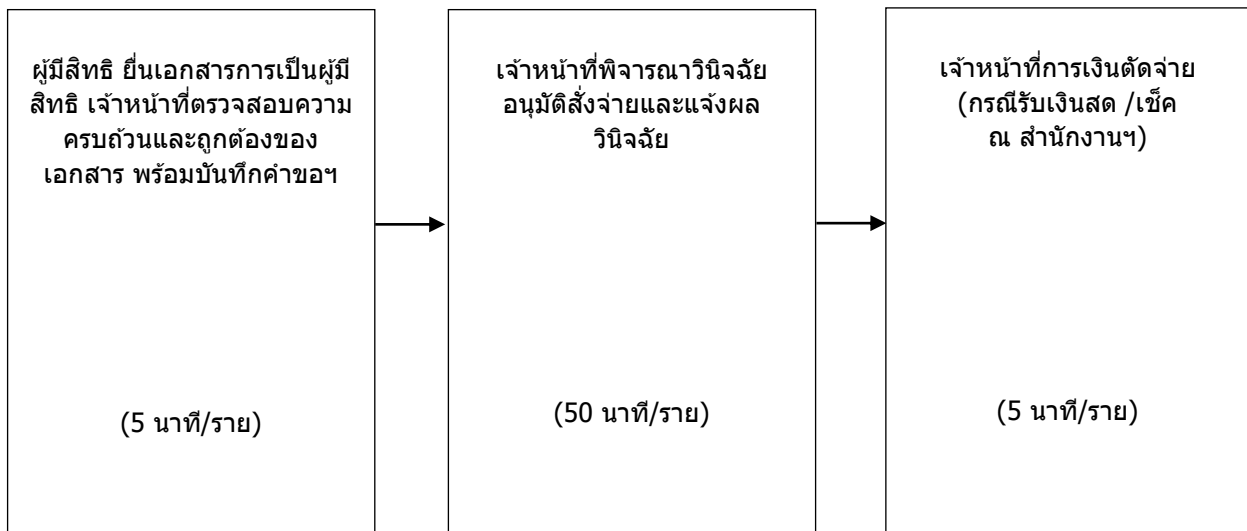 ผู้มีสิทธิ ยื่นเอกสารการเป็นผู้มี
สิทธิ เจ้าหน้าที่ตรวจสอบความ
ครบถ้วนและถูกต้องของ
เอกสาร พร้อมบันทึกคำขอฯ
(5 นาที/ราย)
เจ้าหน้าที่พิจารณาวินิจฉัย
อนุมัติสั่งจ่ายและแจ้งผล
วินิจฉัย
(50 นาที/ราย)
เจ้าหน้าที่การเงินตัดจ่าย
(กรณีรับเงินสด /เช็ค
ณ สำนักงานฯ)
(5 นาที/ราย)